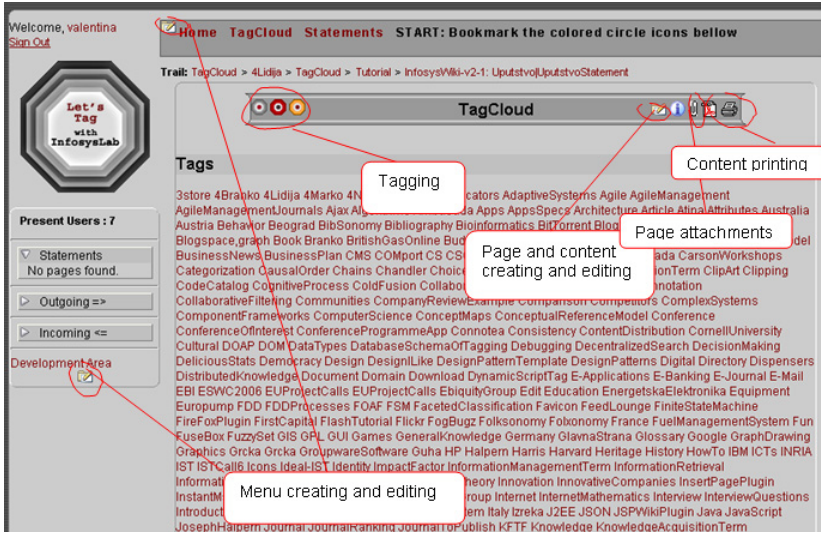 Welcome, valentina
Sign Out
Home TagCloud Statements START: Bookmark the colored circle icons bellow
Trail: TagCloud > 4Lidija > TagCloud > Tutorial > InfosysWiki-v2-1: Uputstvo|UputstvoStatement
Let's
Tag
with
InfosysLab
Present Users : 7
Statements
No pages found.
Outgoing =>
Incoming <=
Development Area
TagCloud
Tagging
Content printing
Page attachments
Page and content
creating and editing
Menu creating and editing
Tags
3store 4Branko 4Lidija 4Marko AdaptiveSystems Agile AgileManagement
AgileManagementJournals Ajax Apps AppsSpecs Architecture Article Atina Attributes Australia
Austria Behavior Beograd BibSonomy Bibliography Bioinformatics BitTorrent
Blogspace,graph Book Branko BritishGasOnline
BusinessNews BusinessPlan CMS COMport CS CarsonWorkshops
Categorization CausalOrder Chains Chandler ClipArt Clipping
CodeCatalog CognitiveProcess ColdFusion
CollaborativeFiltering Communities CompanyReviewExample Comparison Competitors ComplexSystems
ComponentFrameworks ComputerScience ConceptMaps ConceptualReferenceModel Conference
ConferenceOfInterest ConferenceProgrammeApp Connotea Consistency ContentDistribution CornellUniversity
Cultural DOAP DOM DataTypes DatabaseSchemaOfTagging Debugging DecentralizedSearch DecisionMaking
DeliciousStats Democracy Design DesignILike DesignPatternTemplate DesignPatterns Digital Directory Dispensers
DistributedKnowledge Document Domain Download DynamicScriptTag E-Applications E-Banking E-Journal E-Mail
EBI ESWC2006 EUProjectCalls EUProjectCalls EbiquityGroup Edit Education EnergetskaElektronika Equipment
Europump FDD FDDProcesses FOAF FSM FacetedClassification Favicon FeedLounge FiniteStateMachine
FireFoxPlugin FirstCapital FlashTutorial Flickr FogBugz Folksonomy Folxonomy France FuelManagementSystem Fun
FuseBox FuzzySet GIS GPL GUI Games GeneralKnowledge Germany GlavnaStrana Glossary Google GraphDrawing
Graphics Grcka Grcka GroupwareSoftware Guha HP Halpern Harris Harvard Heritage History HowTo IBM ICTs INRIA
IST ISTCall6 Icons Ideal-IST Identity ImpactFactor InformationManagementTerm InformationRetrieval
Innovation InnovativeCompanies InsertPagePlugin
Internet InternetMathematics Interview InterviewQuestions
Italy Izreka J2EE JSON JSPWikiPlugin Java JavaScript
JosephHalpern Journal JournalRanking JournalToPublish KFTF Knowledge KnowledgeAcquisitionTerm